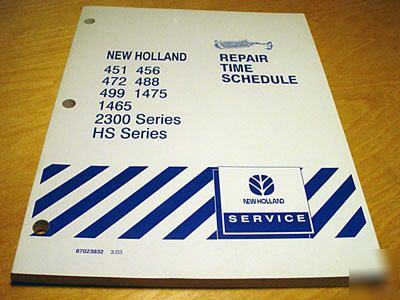 NEW HOLLAND
451 456
472 488
499 1475
1465
2300 Series
HS Series
REPAIR
TIME
SCHEDULE
NEW HOLLAND
SERVICE
87023832 3/03